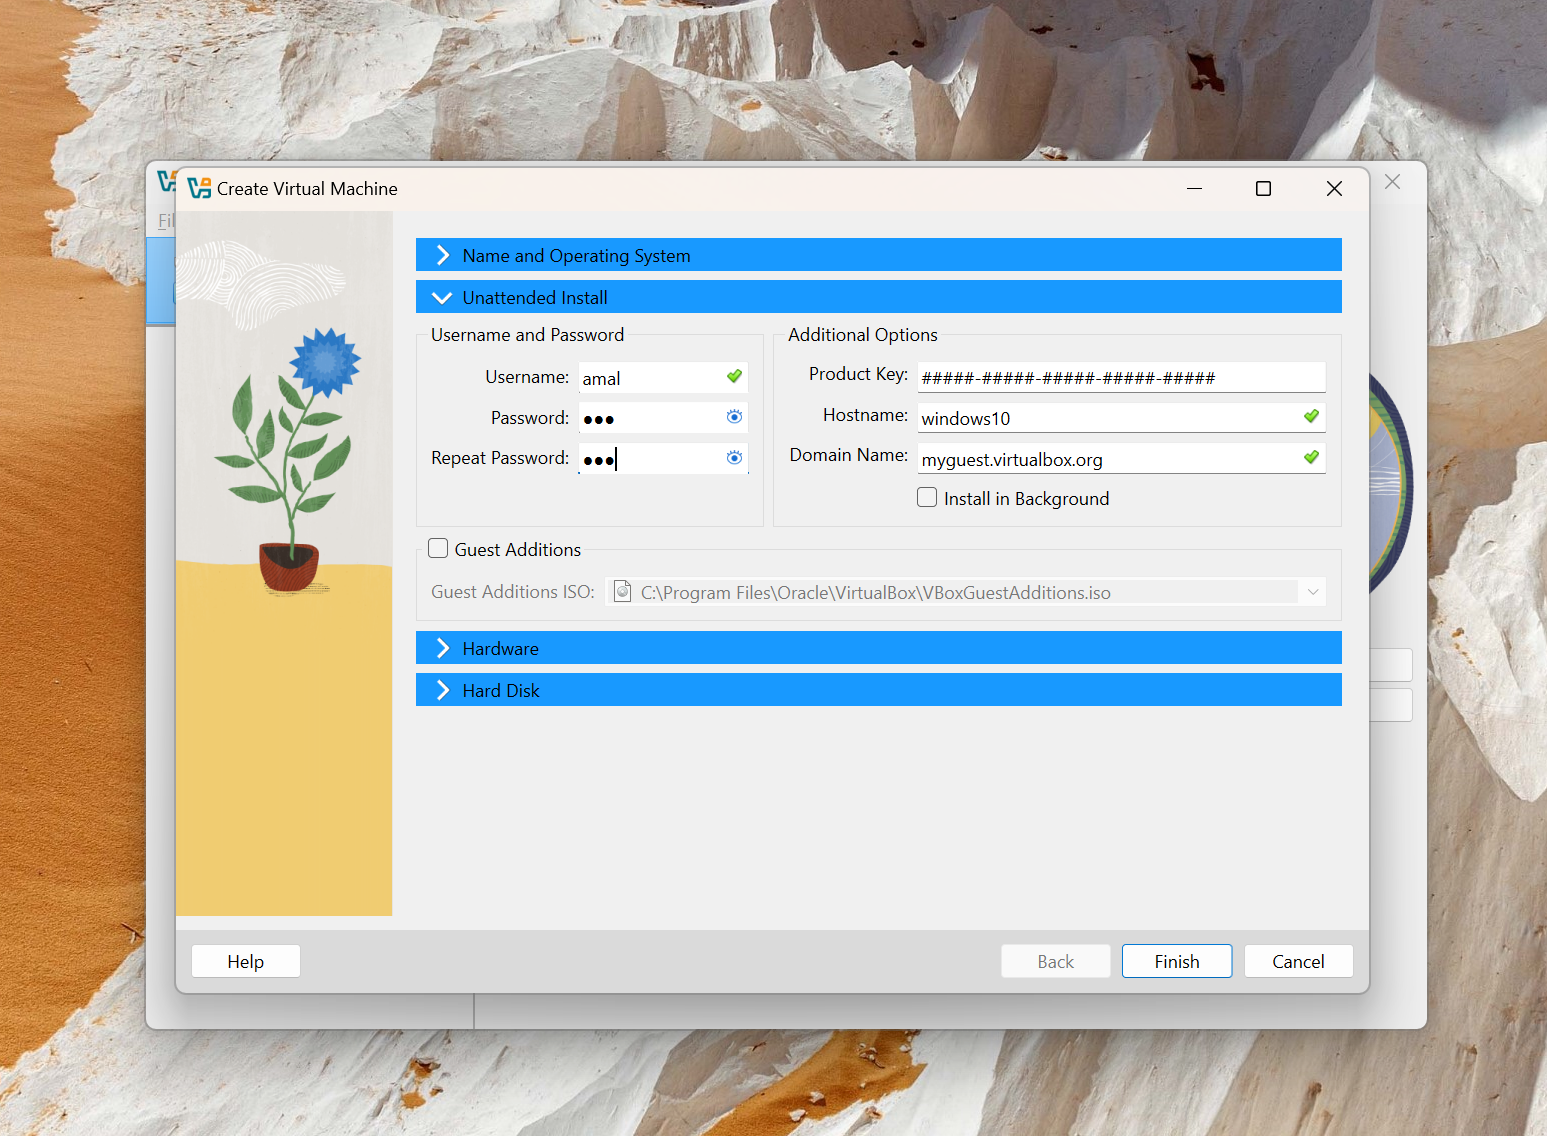 Create Virtual Machine
Fil
Name and Operating System
Unattended Install
Username and Password
Username: amal
Password: ●●●
Repeat Password: ●●●
Additional Options
Product Key: #####-#####-#####-#####-#####
Hostname: windows10
Domain Name: myguest.virtualbox.org
Install in Background
Guest Additions
Guest Additions ISO: C:\Program Files\Oracle\VirtualBox\VBoxGuestAdditions.iso
Hardware
Hard Disk
Help
Back
Finish
Cancel